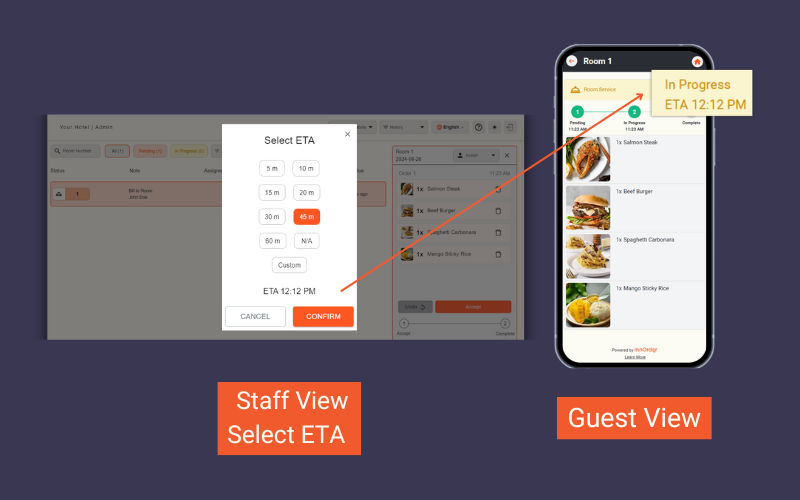 Your Hotel | Admin
English
Room Number
All (1)
Pending (1)
In Progress (0)
Status
Note
1
Bill to Room
John Doe
Select ETA
5 m
10 m
15 m
20 m
30 m
45 m
60 m
N/A
Custom
ETA 12:12 PM
CANCEL
CONFIRM
Room 1
2024-08-26
Assign
Order 1
11:23 AM
1x Salmon Steak
1x Beef Burger
1x Spaghetti Carbonara
1x Mango Sticky Rice
Undo
Accept
1
2
Accept
Complete
Room 1
Room Service
In Progress
ETA 12:12 PM
1
2
Pending
In Progress
Complete
11:23 AM
11:23 AM
1x Salmon Steak
1x Beef Burger
1x Spaghetti Carbonara
1x Mango Sticky Rice
Powered by InnOrdgr
Learn More
Staff View
Select ETA
Guest View